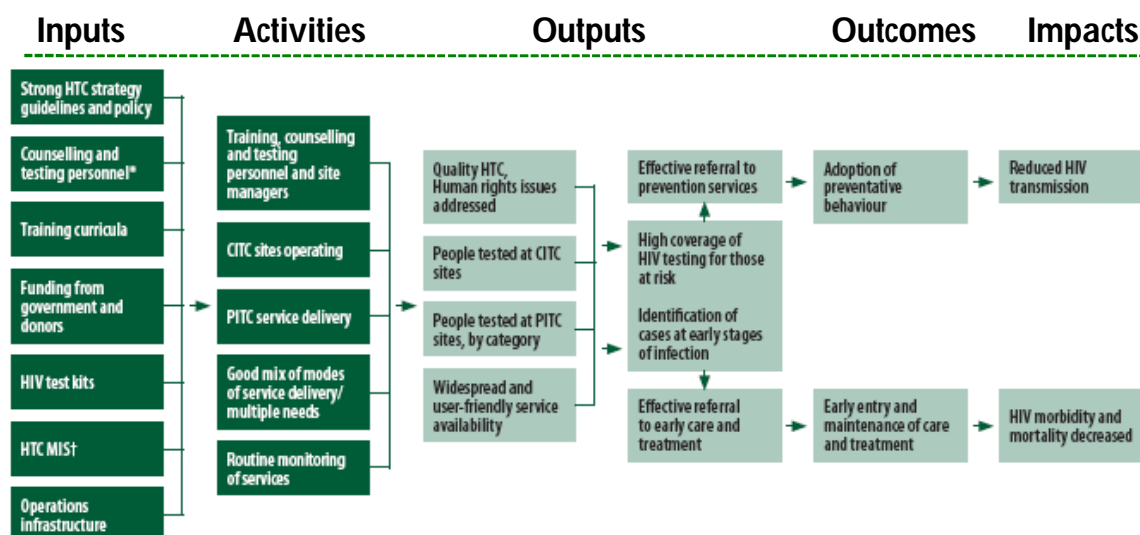 Inputs
Activities
Outputs
Outcomes
Impacts
Strong HTC strategy
guidelines and policy
Counselling and
testing personnel*
Training curricula
Funding from
government and
donors
HIV test kits
HTC MIS†
Operations
infrastructure
Training, counselling
and testing
personnel and site
managers
CITC sites operating
PITC service delivery
Good mix of modes
of service delivery/
multiple needs
Routine monitoring
of services
Quality HTC,
Human rights issues
addressed
People tested at CITC
sites
People tested at PITC
sites, by category
Widespread and
user-friendly service
availability
Effective referral to
prevention services
High coverage of
HIV testing for those
at risk
Identification of
cases at early stages
of infection
Effective referral
to early care and
treatment
Adoption of
preventative
behaviour
Early entry and
maintenance of care
and treatment
Reduced HIV
transmission
HIV morbidity and
mortality decreased